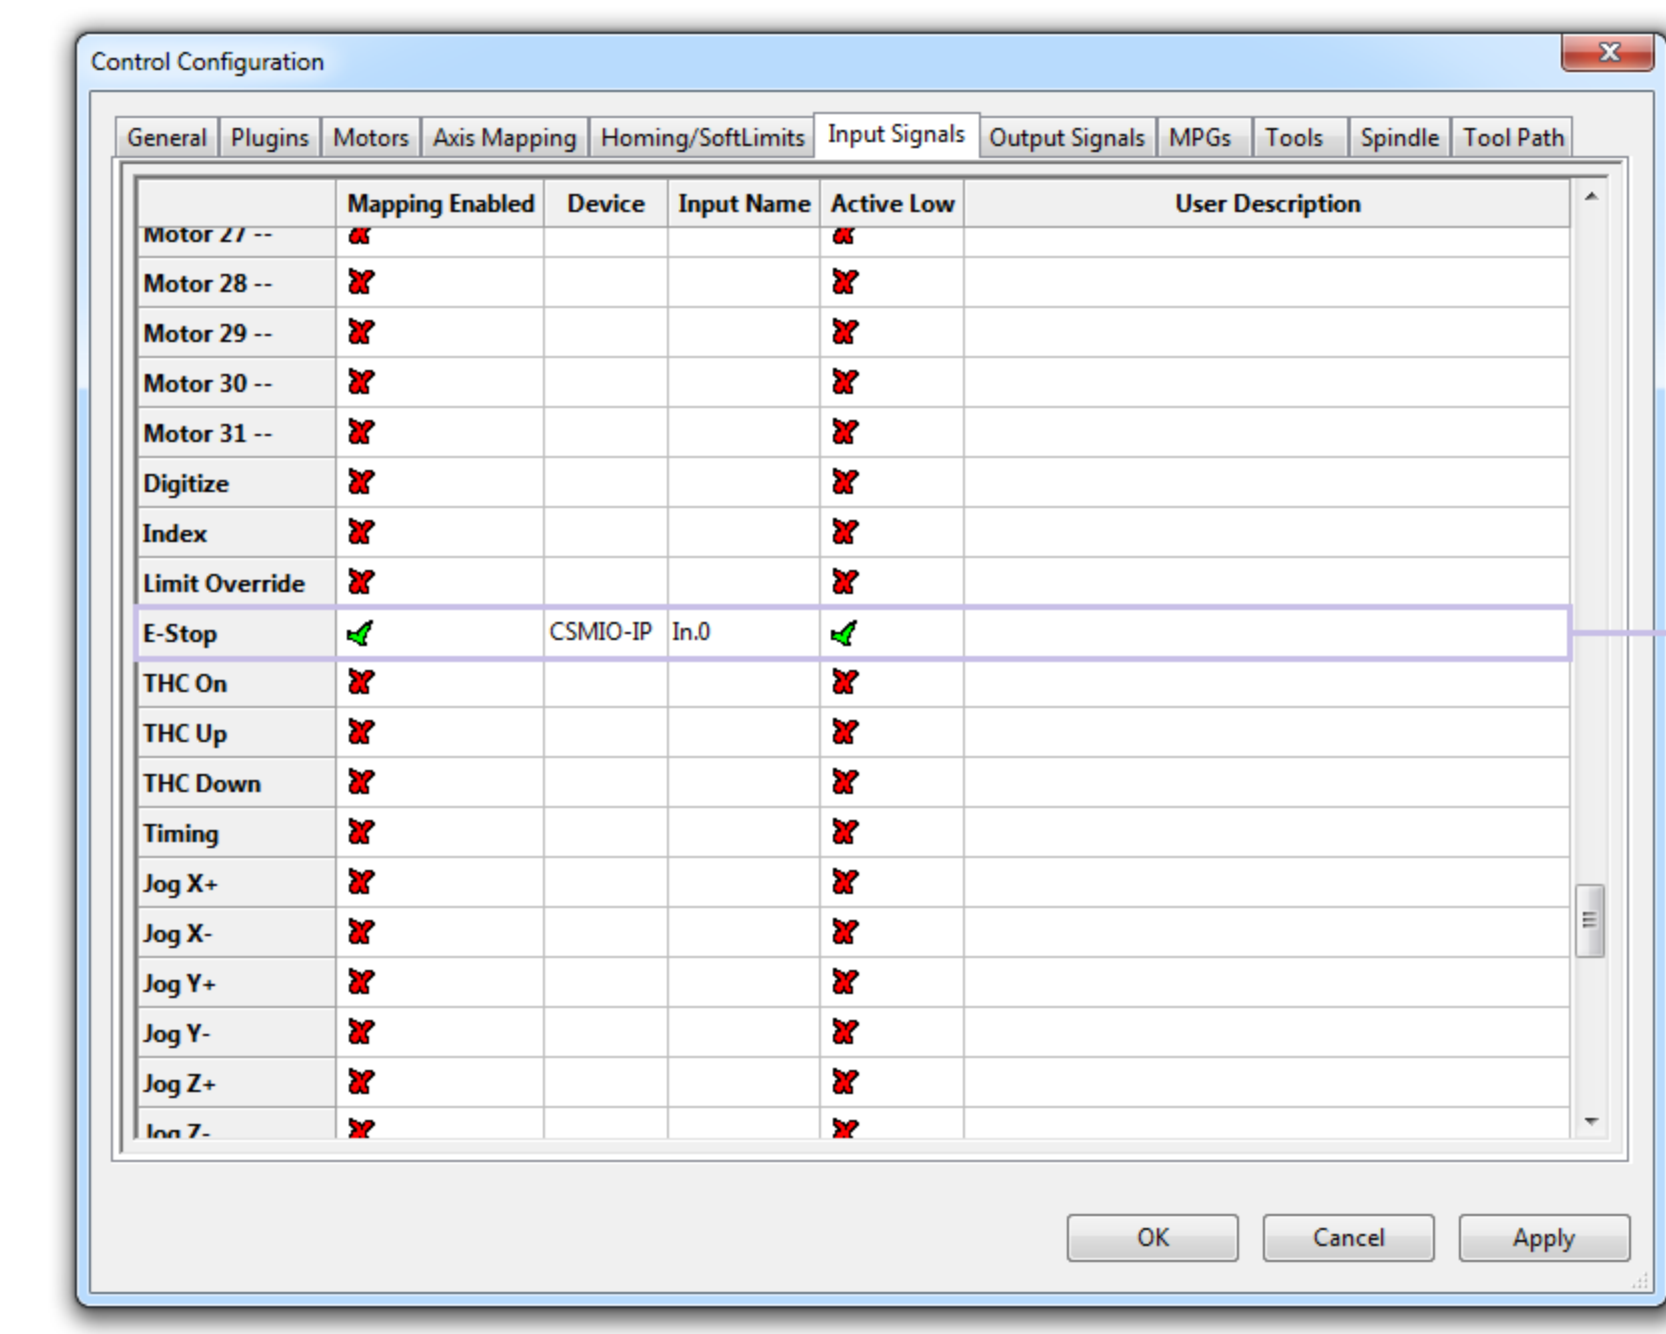 Control Configuration
General Plugins Motors Axis Mapping Homing/SoftLimits Input Signals Output Signals MPGs Tools Spindle Tool Path
Mapping Enabled Device Input Name Active Low User Description
Motor 27 --
Motor 28 --
Motor 29 --
Motor 30 --
Motor 31 --
Digitize
Index
Limit Override
E-Stop CSMIO-IP In.0
THC On
THC Up
THC Down
Timing
Jog X+
Jog X-
Jog Y+
Jog Y-
Jog Z+
Jog Z-
OK Cancel Apply